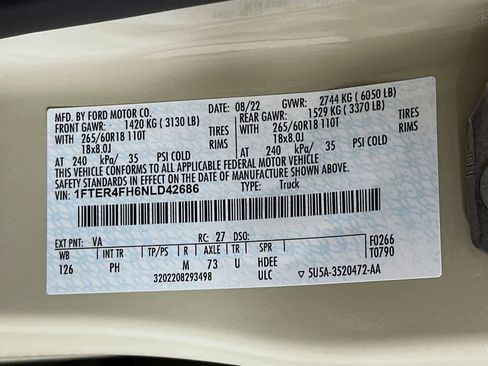 MFD. BY FORD MOTOR CO.
DATE: 08/22 GVWR: 2744 KG ( 6050 LB)
FRONT GAWR: 1420 KG ( 3130 LB) REAR GAWR: 1529 KG ( 3370 LB)
WITH 265/60R18 110T TIRES WITH 265/60R18 110T TIRES
18x8.0J RIMS 18x8.0J RIMS
AT 240 kPa/ 35 PSI COLD AT 240 kPa/ 35 PSI COLD
THIS VEHICLE CONFORMS TO ALL APPLICABLE FEDERAL MOTOR VEHICLE
SAFETY STANDARDS IN EFFECT ON THE DATE OF MANUFACTURE SHOWN ABOVE.
VIN: 1FTER4FH6NLD42686 TYPE: Truck
EXT PNT: VA RC: 27 DSO: F0266
WB INT TR TP/PS R AXLE TR SPR T0790
126 PH M 73 U HDEE
3202208293498 ULC ▽ 5U5A-3520472-AA